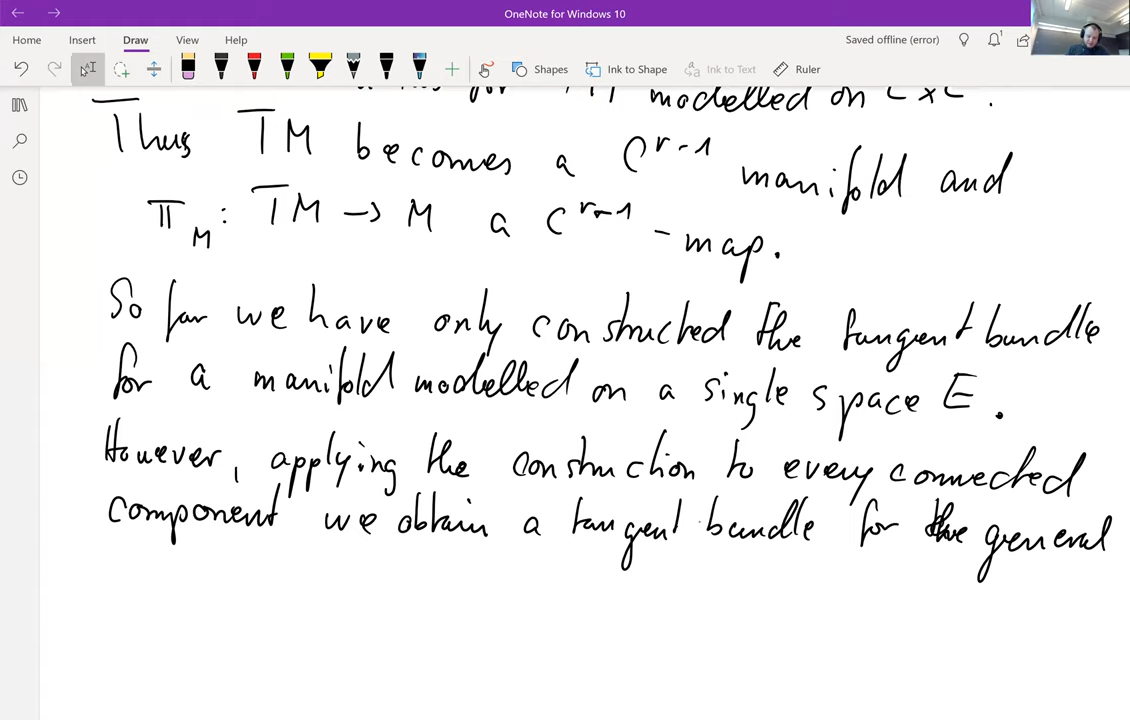 OneNote for Windows 10
Home Insert Draw View Help
Saved offline (error)
Shapes Ink to Shape Ink to Text Ruler
for modelled on E × E.
Thus TM becomes a C^{r-1} manifold and
π_M : TM → M a C^{r-1} - map.
So far we have only constructed the tangent bundle
for a manifold modelled on a single space E.
However, applying the construction to every connected
component we obtain a tangent bundle for the general